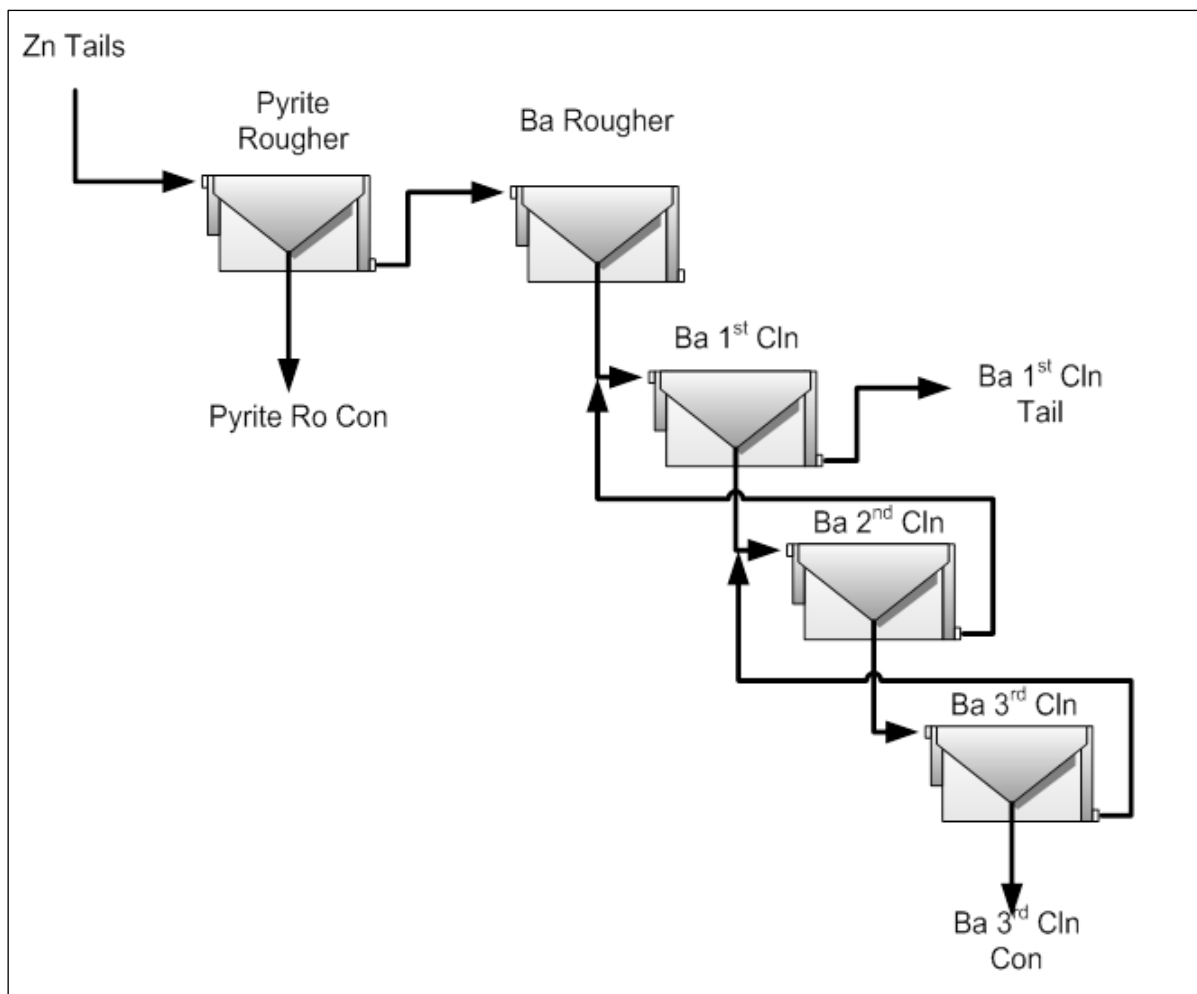 Zn Tails
Pyrite
Rougher
Ba Rougher
Pyrite Ro Con
Ba 1st Cln
Ba 1st Cln
Tail
Ba 2nd Cln
Ba 3rd Cln
Ba 3rd Cln
Con